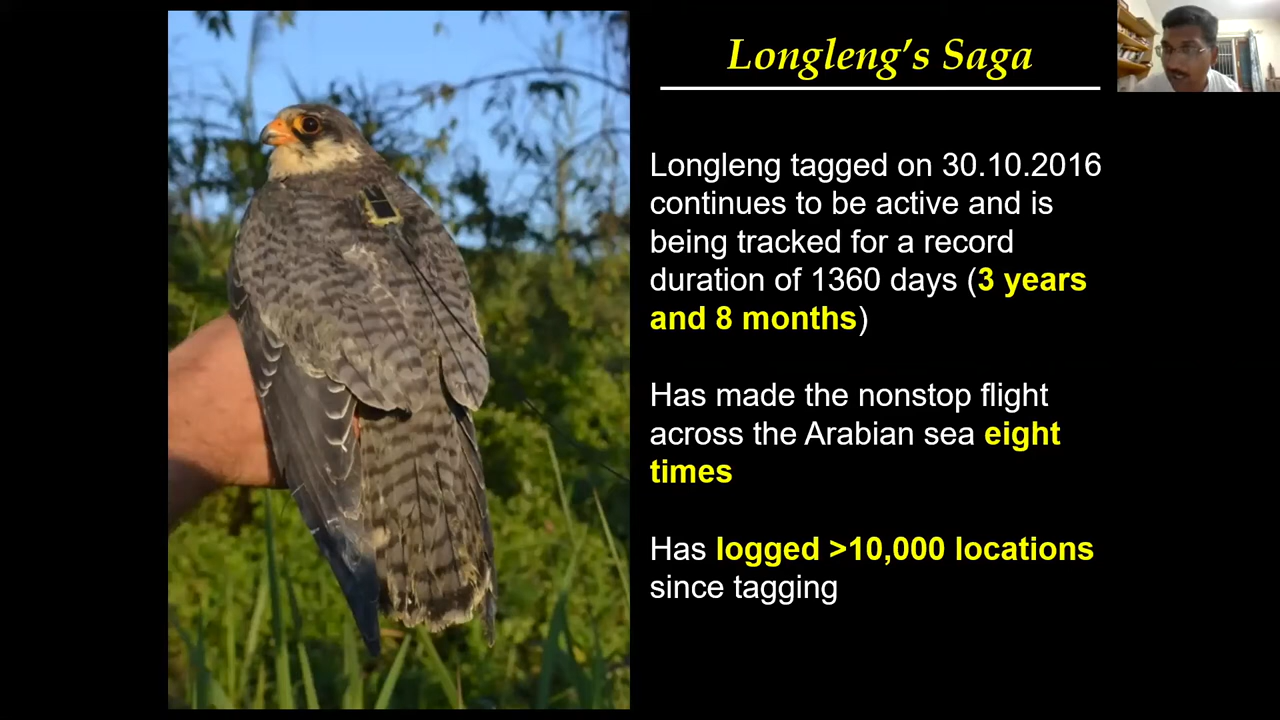 Longleng's Saga
Longleng tagged on 30.10.2016
continues to be active and is
being tracked for a record
duration of 1360 days (3 years
and 8 months)
Has made the nonstop flight
across the Arabian sea eight
times
Has logged >10,000 locations
since tagging